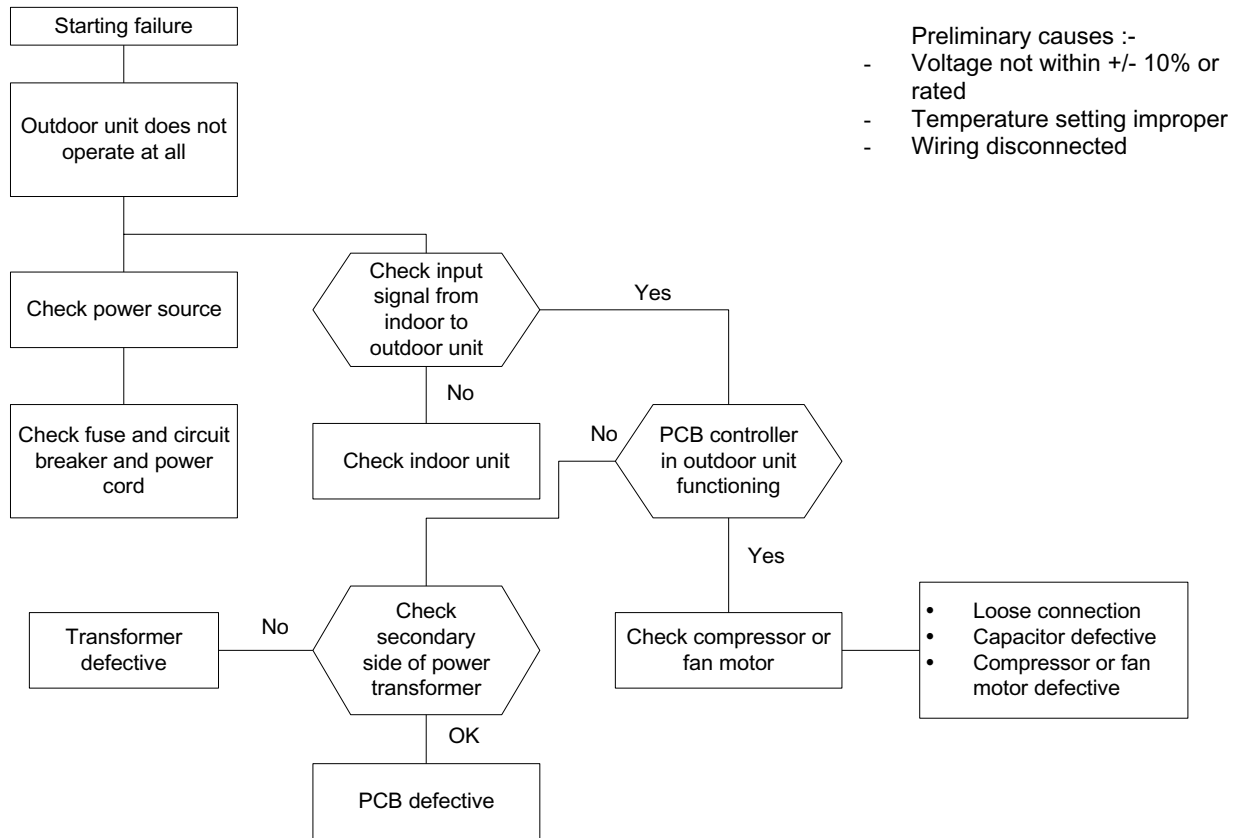 Starting failure
Outdoor unit does not
operate at all
Preliminary causes :-
- Voltage not within +/- 10% or
rated
- Temperature setting improper
- Wiring disconnected
Check power source
Check fuse and circuit
breaker and power
cord
Check input
signal from
indoor to
outdoor unit
Yes
No
Check indoor unit
No
PCB controller
in outdoor unit
functioning
Yes
Check compressor or
fan motor
• Loose connection
• Capacitor defective
• Compressor or fan
motor defective
Check
secondary
side of power
transformer
No
Transformer
defective
OK
PCB defective